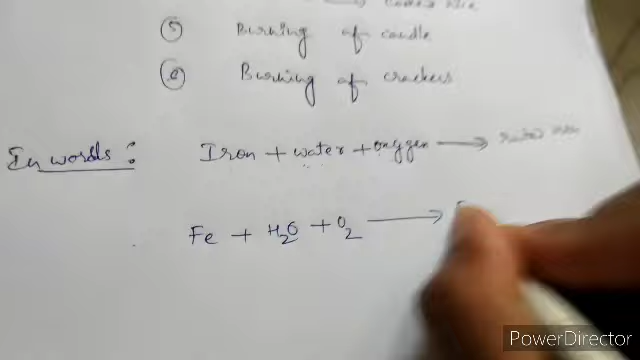 ⑤ Burning of candle
⑥ Burning of crackers
In words : Iron + water + oxygen →
Fe + H₂O + O₂ →
PowerDirector